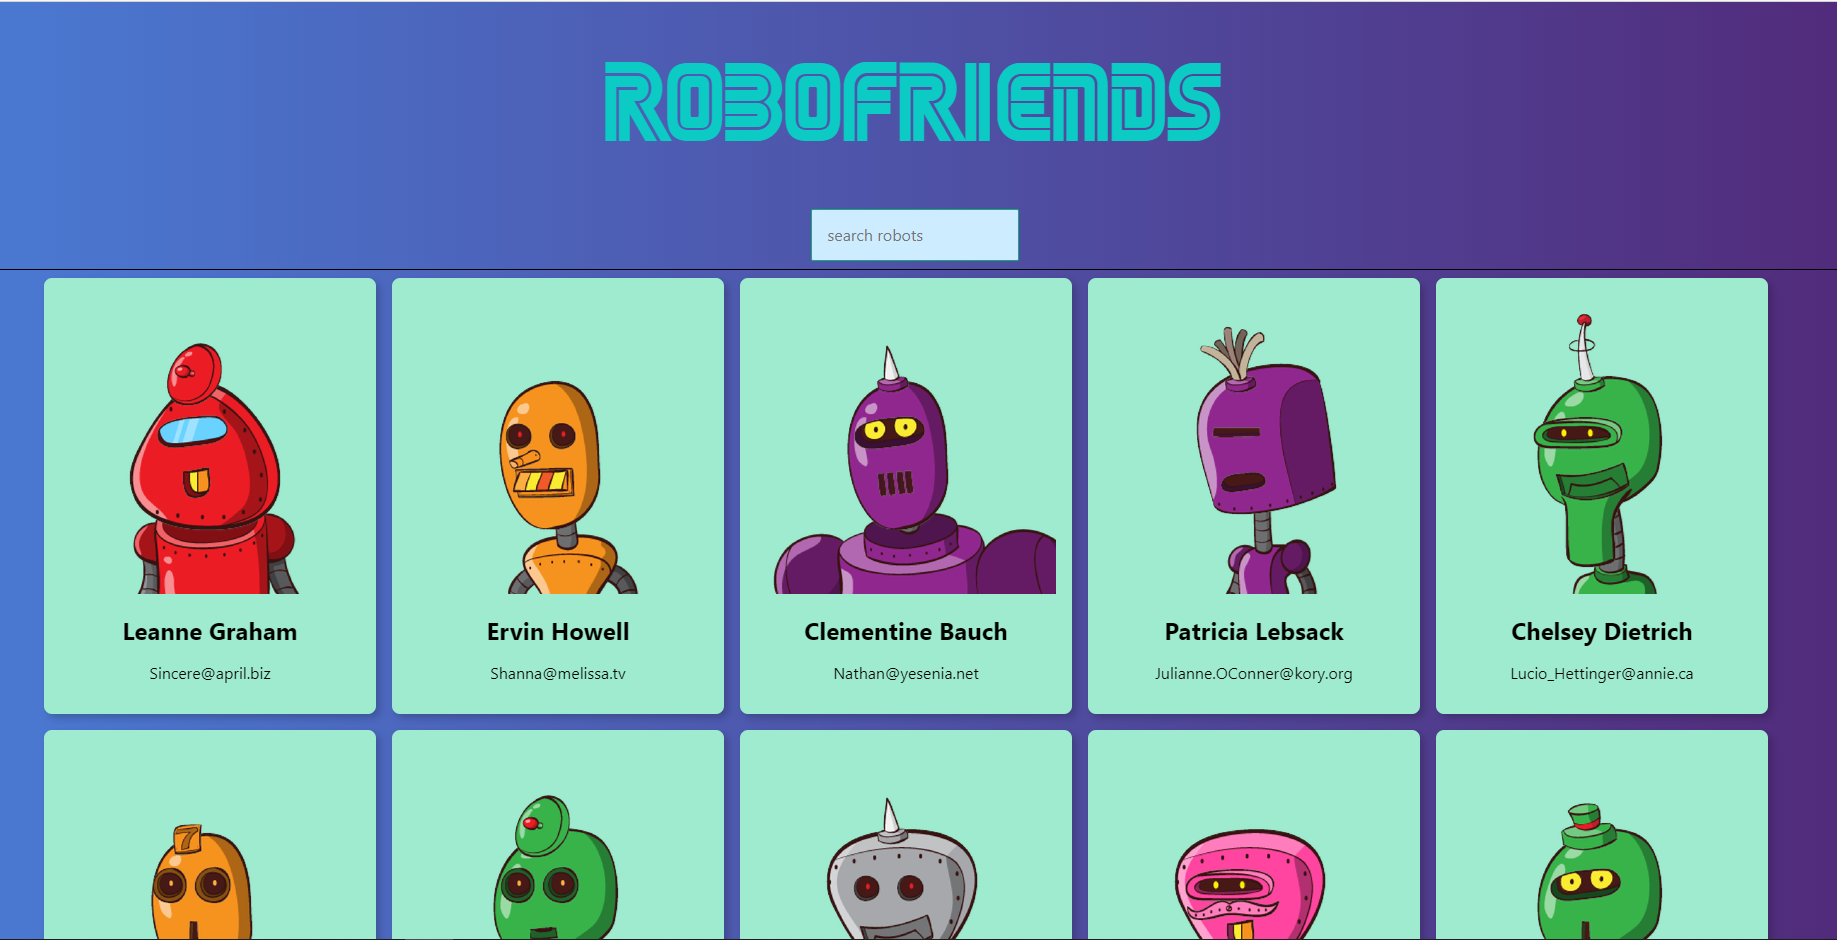 ROBOFRIENDS
search robots
Leanne Graham
Sincere@april.biz
Ervin Howell
Shanna@melissa.tv
Clementine Bauch
Nathan@yesenia.net
Patricia Lebsack
Julianne.OConner@kory.org
Chelsey Dietrich
Lucio_Hettinger@annie.ca
7